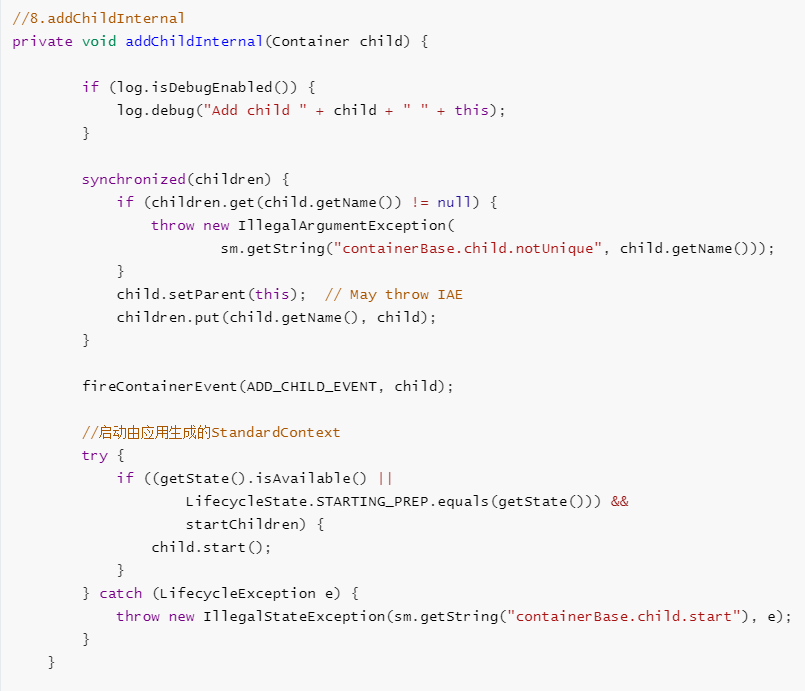 //8.addChildInternal
private void addChildInternal(Container child) {
if (log.isDebugEnabled()) {
log.debug("Add child " + child + " " + this);
}
synchronized(children) {
if (children.get(child.getName()) != null) {
throw new IllegalArgumentException(
sm.getString("containerBase.child.notUnique", child.getName()));
}
child.setParent(this);  // May throw IAE
children.put(child.getName(), child);
}
fireContainerEvent(ADD_CHILD_EVENT, child);
//启动由应用生成的StandardContext
try {
if ((getState().isAvailable() ||
LifecycleState.STARTING_PREP.equals(getState())) &&
startChildren) {
child.start();
}
} catch (LifecycleException e) {
throw new IllegalStateException(sm.getString("containerBase.child.start"), e);
}
}